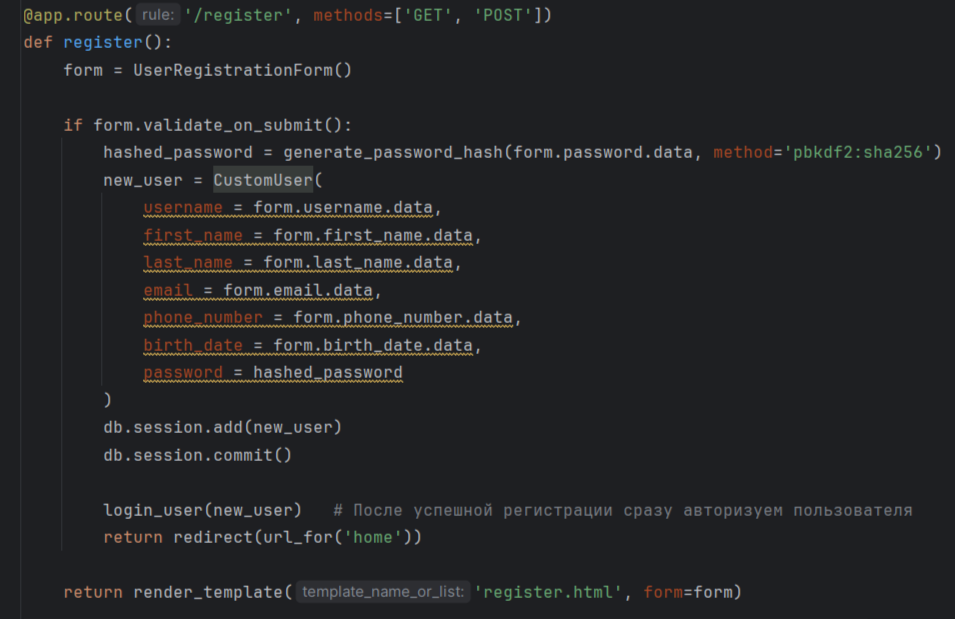 @app.route( rule: '/register', methods=['GET', 'POST'])
def register():
    form = UserRegistrationForm()
    if form.validate_on_submit():
        hashed_password = generate_password_hash(form.password.data, method='pbkdf2:sha256')
        new_user = CustomUser(
            username = form.username.data,
            first_name = form.first_name.data,
            last_name = form.last_name.data,
            email = form.email.data,
            phone_number = form.phone_number.data,
            birth_date = form.birth_date.data,
            password = hashed_password
        )
        db.session.add(new_user)
        db.session.commit()
        login_user(new_user)   # После успешной регистрации сразу авторизуем пользователя
        return redirect(url_for('home'))
    return render_template( template_name_or_list: 'register.html', form=form)